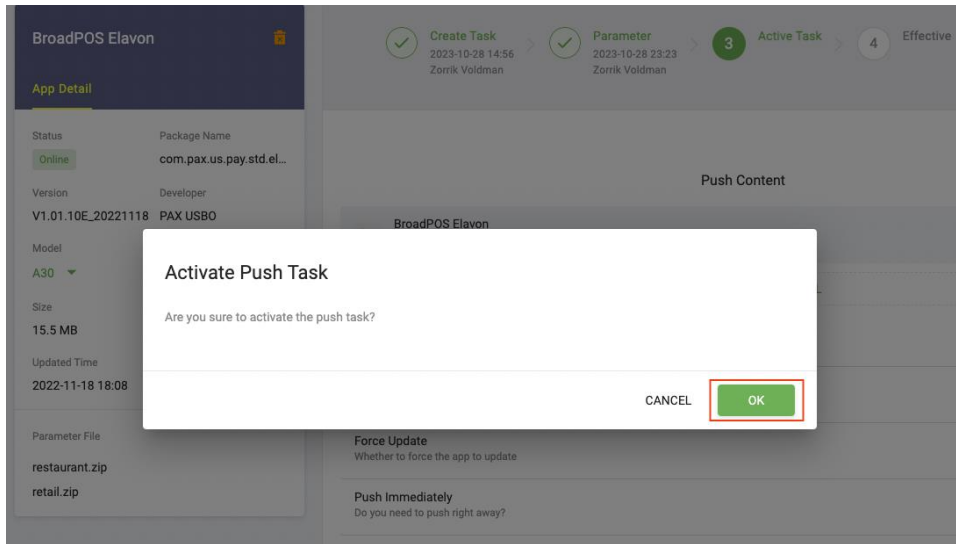 BroadPOS Elavon
App Detail
Status
Package Name
Online
com.pax.us.pay.std.el...
Version
Developer
V1.01.10E_20221118
PAX USBO
Model
A30
Size
15.5 MB
Updated Time
2022-11-18 18:08
Parameter File
restaurant.zip
retail.zip
Create Task
2023-10-28 14:56
Zorrik Voldman
Parameter
2023-10-28 23:23
Zorrik Voldman
3
Active Task
4
Effective
Push Content
BroadPOS Elavon
Activate Push Task
Are you sure to activate the push task?
CANCEL
OK
Force Update
Whether to force the app to update
Push Immediately
Do you need to push right away?